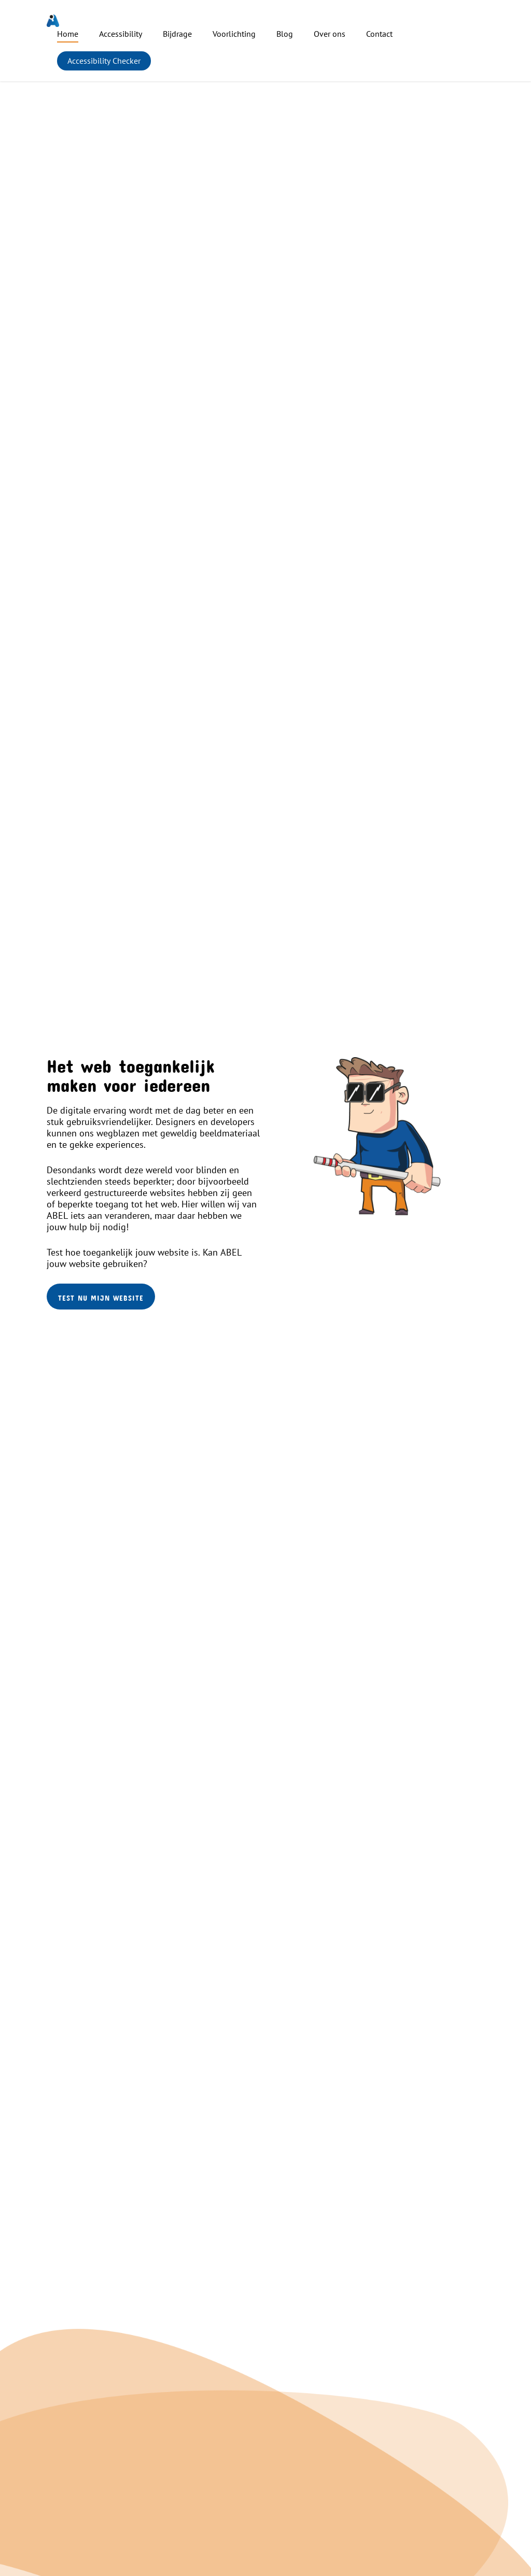 Home Accessibility Bijdrage Voorlichting Blog Over ons Contact
Accessibility Checker
Het web toegankelijk
maken voor iedereen
De digitale ervaring wordt met de dag beter en een
stuk gebruiksvriendelijker. Designers en developers
kunnen ons wegblazen met geweldig beeldmateriaal
en te gekke experiences.
Desondanks wordt deze wereld voor blinden en
slechtzienden steeds beperkter; door bijvoorbeeld
verkeerd gestructureerde websites hebben zij geen
of beperkte toegang tot het web. Hier willen wij van
ABEL iets aan veranderen, maar daar hebben we
jouw hulp bij nodig!
Test hoe toegankelijk jouw website is. Kan ABEL
jouw website gebruiken?
TEST NU MIJN WEBSITE